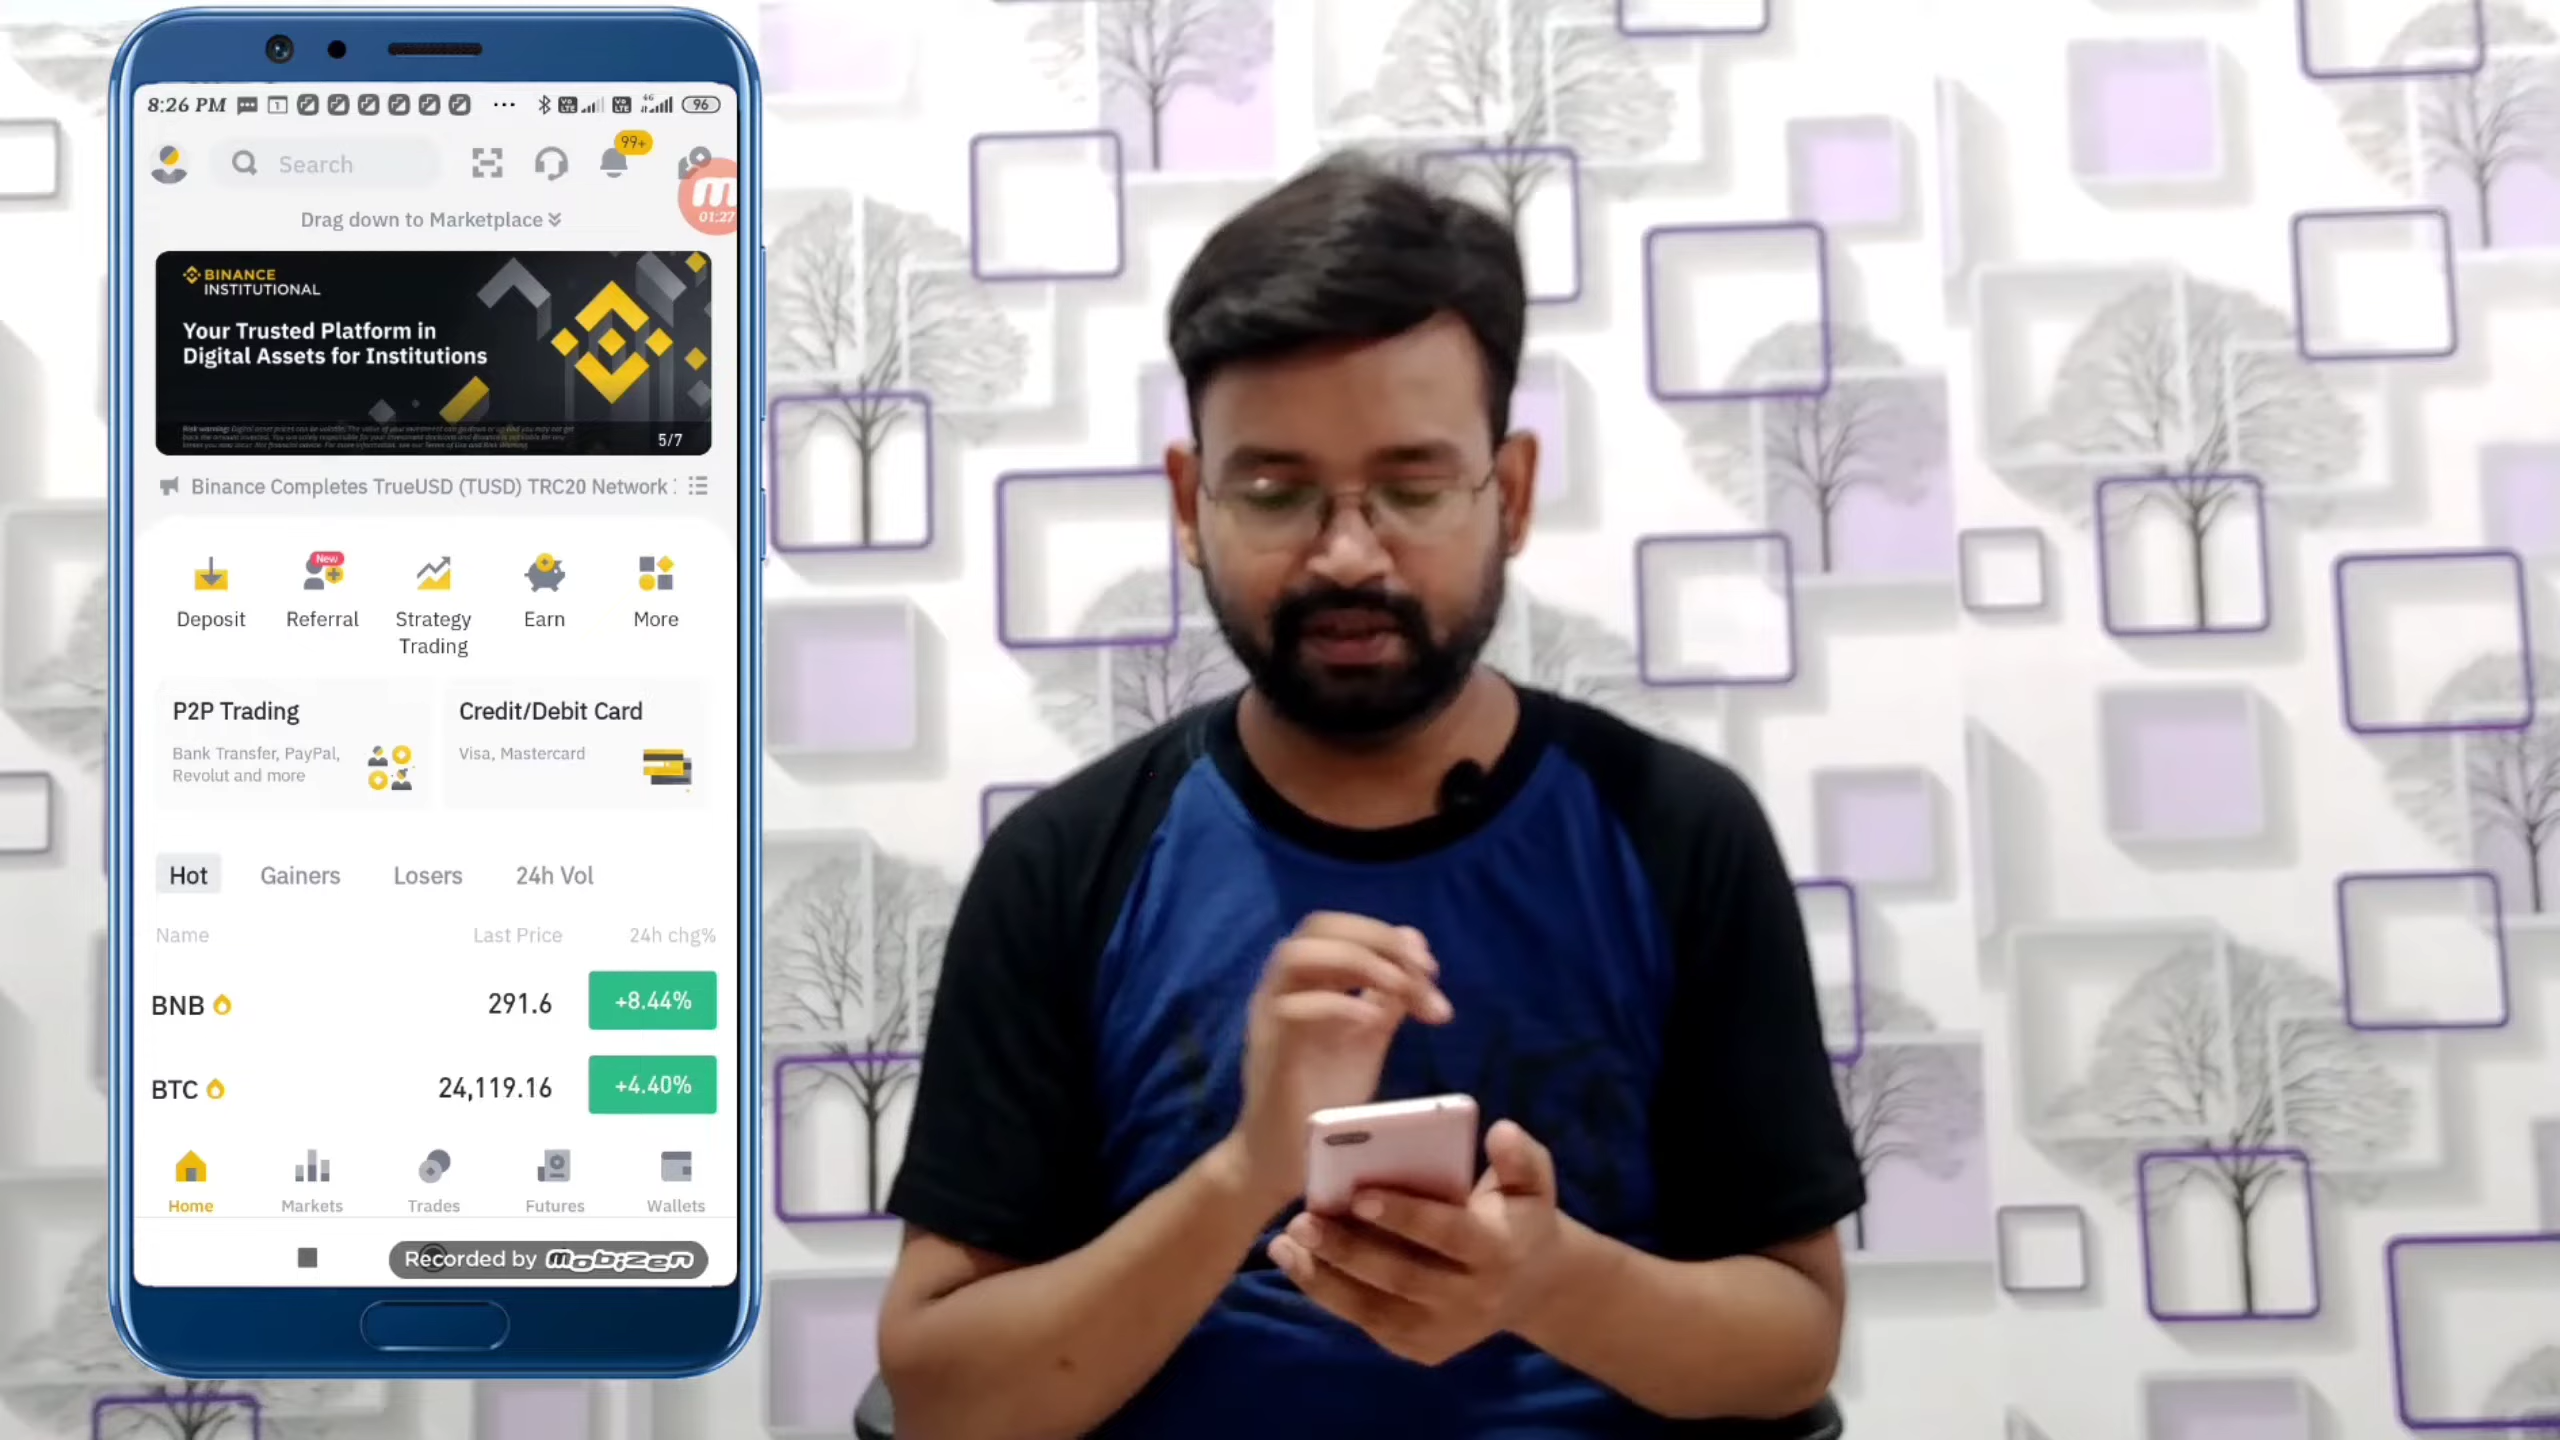 8:26 PM
96
Search
99+
01:27
Drag down to Marketplace
BINANCE
INSTITUTIONAL
Your Trusted Platform in
Digital Assets for Institutions
5/7
Binance Completes TrueUSD (TUSD) TRC20 Network
New
Deposit
Referral
Strategy
Trading
Earn
More
P2P Trading
Bank Transfer, PayPal,
Revolut and more
Credit/Debit Card
Visa, Mastercard
Hot Gainers Losers 24h Vol
Name Last Price 24h chg%
BNB 291.6 +8.44%
BTC 24,119.16 +4.40%
Home Markets Trades Futures Wallets
Recorded by mobizen